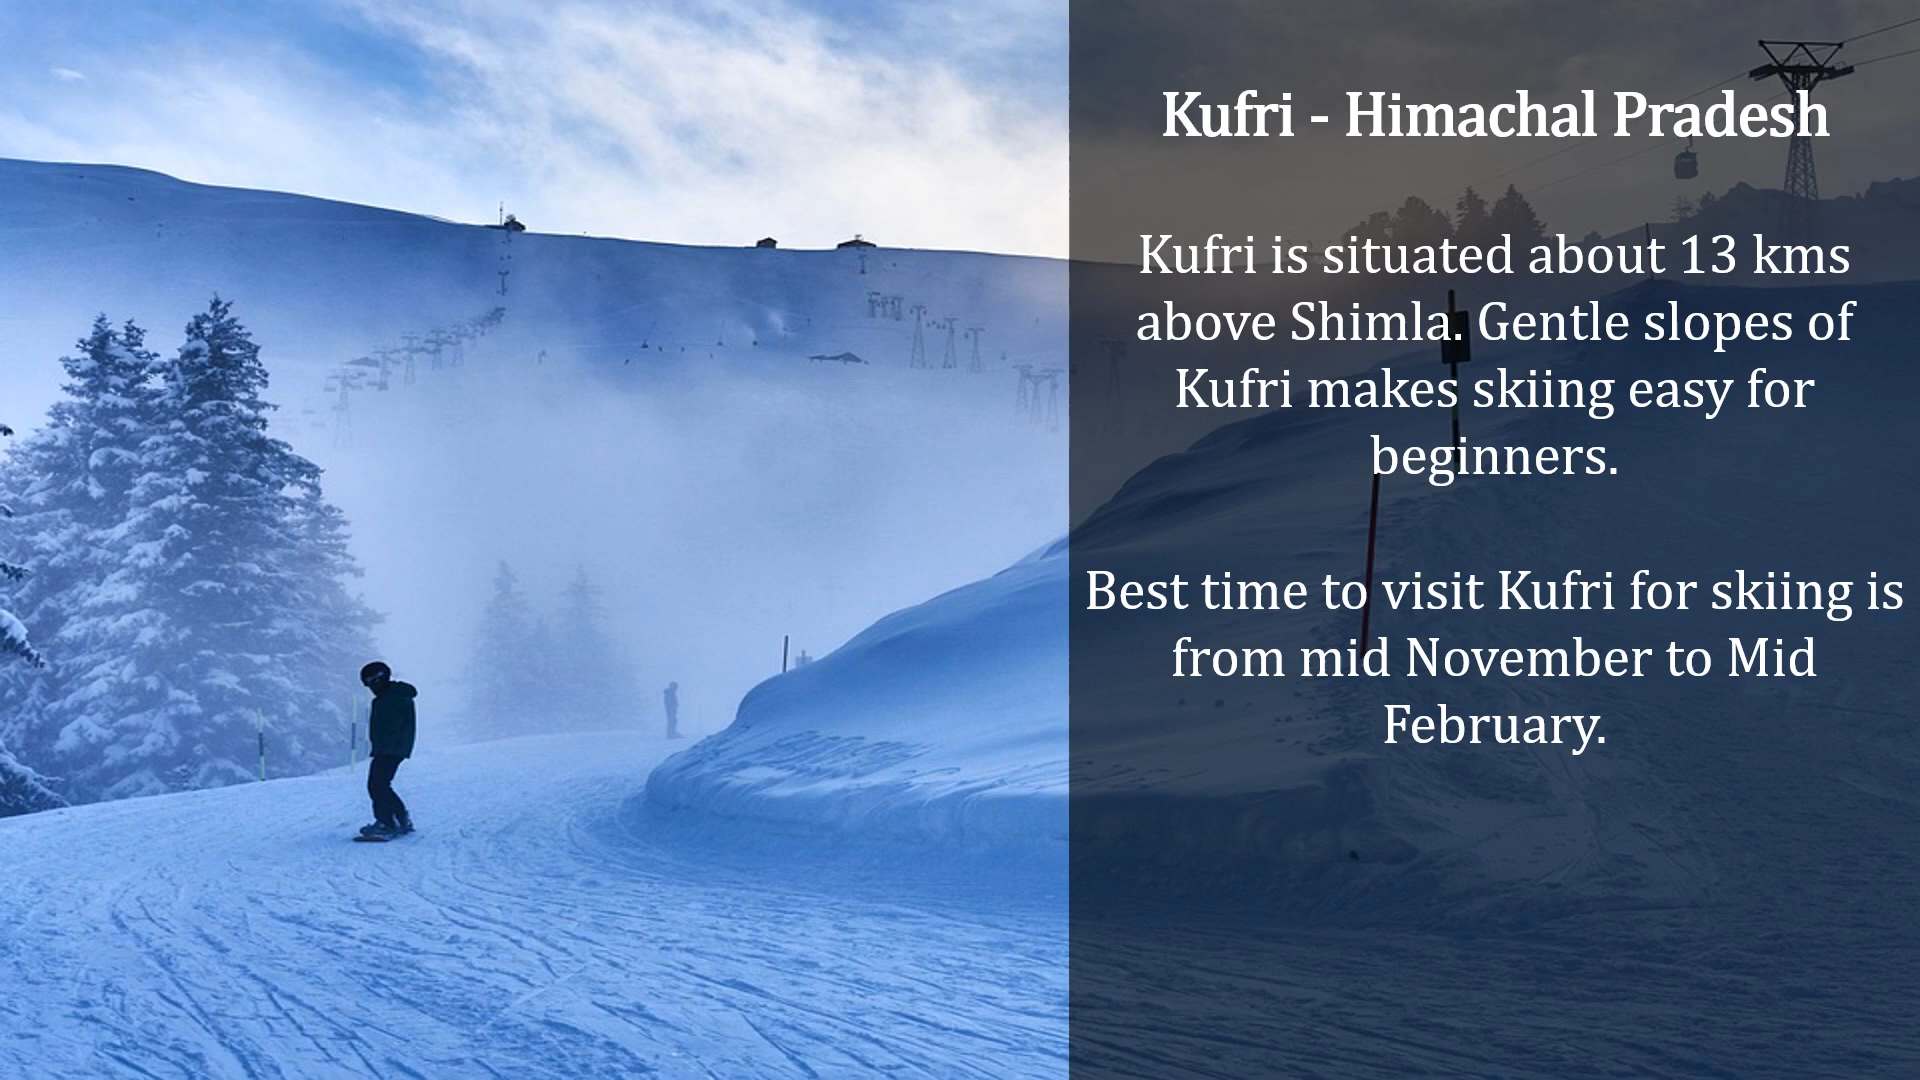 Kufri - Himachal Pradesh
Kufri is situated about 13 kms
above Shimla. Gentle slopes of
Kufri makes skiing easy for
beginners.
Best time to visit Kufri for skiing is
from mid November to Mid
February.